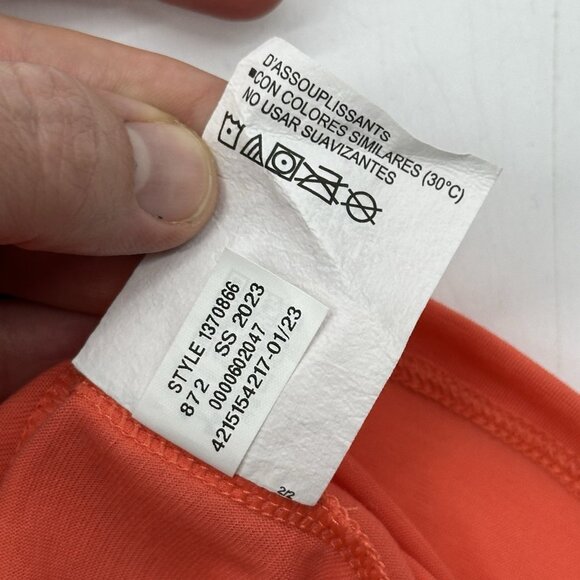 D'ASSOUPLISSANTS
▪CON COLORES SIMILARES (30°C)
NO USAR SUAVIZANTES
STYLE 1370866
872 SS 2023
0000602047
4215154217-01/23
2/2